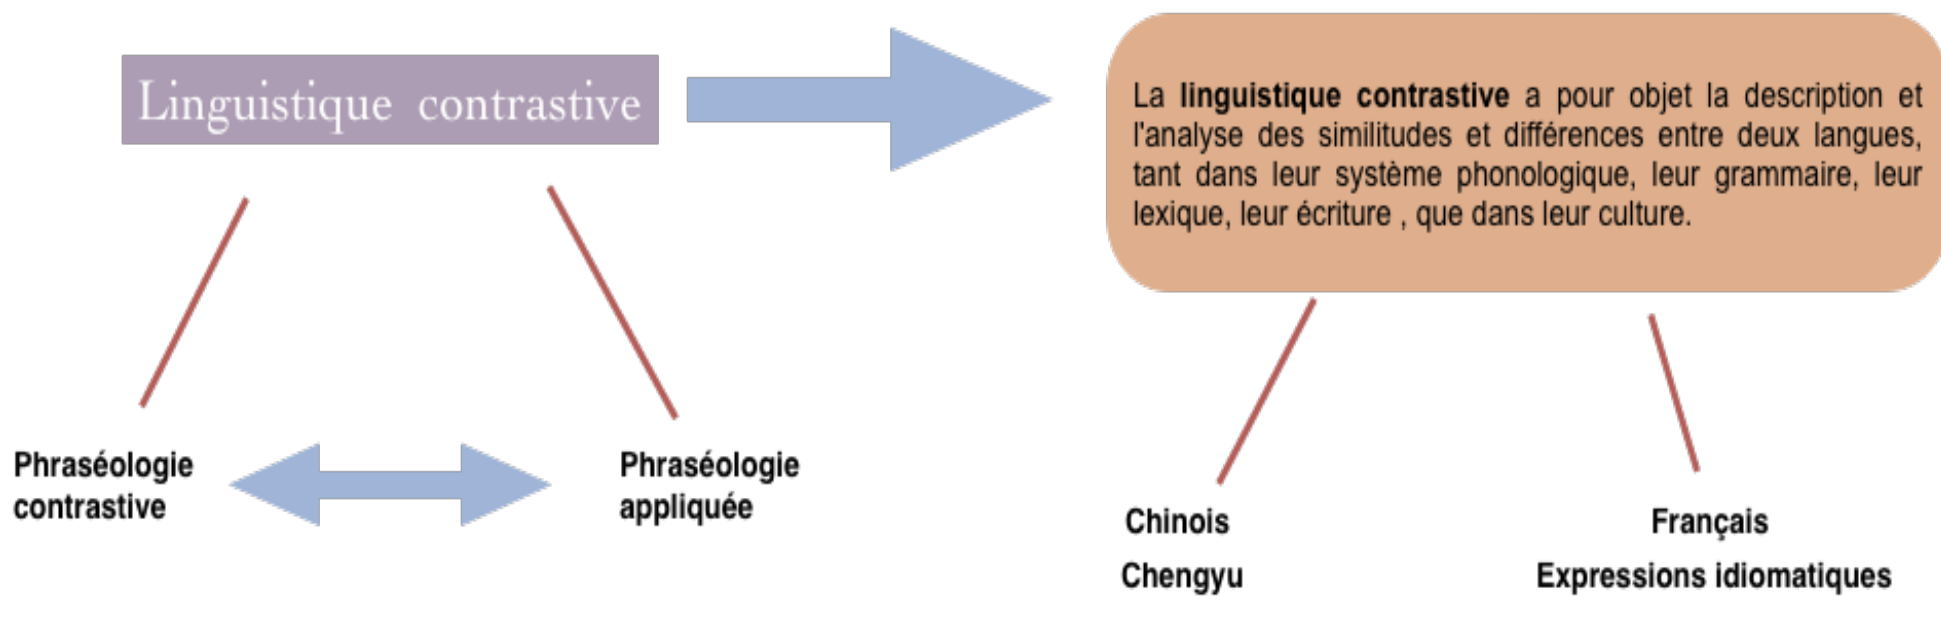 Linguistique contrastive
La linguistique contrastive a pour objet la description et
l'analyse des similitudes et différences entre deux langues,
tant dans leur système phonologique, leur grammaire, leur
lexique, leur écriture , que dans leur culture.
Phraséologie
contrastive
Phraséologie
appliquée
Chinois
Chengyu
Français
Expressions idiomatiques